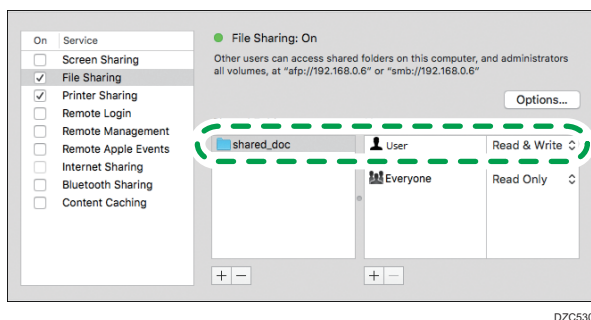 On Service
Screen Sharing
File Sharing
Printer Sharing
Remote Login
Remote Management
Remote Apple Events
Internet Sharing
Bluetooth Sharing
Content Caching
File Sharing: On
Other users can access shared folders on this computer, and administrators
all volumes, at “afp://192.168.0.6” or “smb://192.168.0.6”
Options...
shared_doc
User Read & Write
Everyone Read Only
+ −
+ −
DZC530